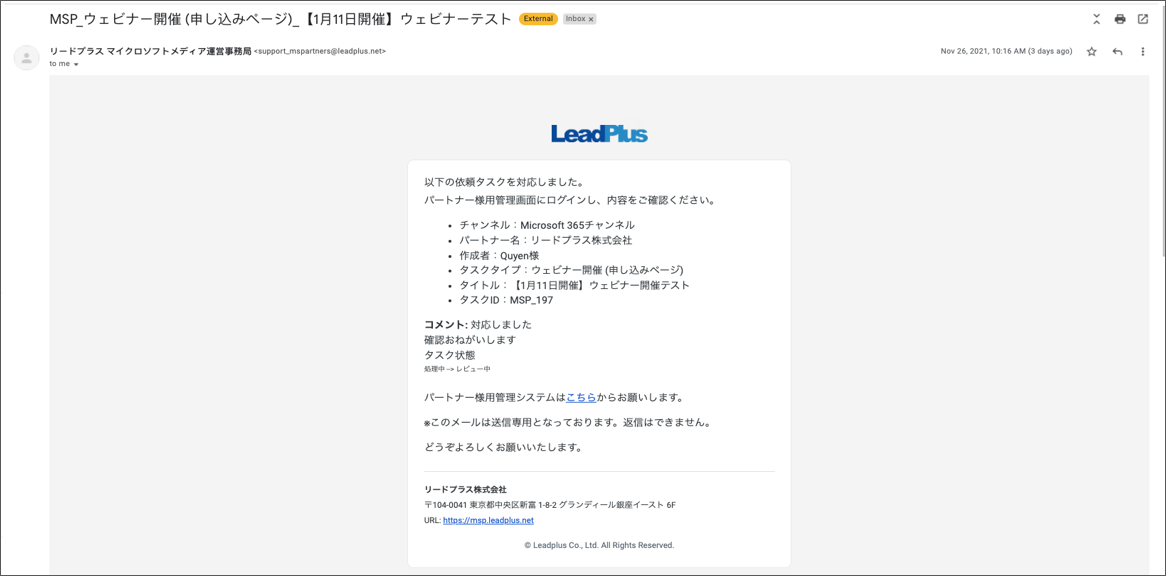 MSP_ウェビナー開催 (申し込みページ)_【1月11日開催】ウェビナーテスト External Inbox x
リードプラス マイクロソフトメディア運営事務局 <support_mspartners@leadplus.net>
Nov 26, 2021, 10:16 AM (3 days ago)
to me
LeadPlus
以下の依頼タスクを対応しました。
パートナー様用管理画面にログインし、内容をご確認ください。
• チャンネル：Microsoft 365チャンネル
• パートナー名：リードプラス株式会社
• 作成者：Quyen様
• タスクタイプ：ウェビナー開催 (申し込みページ)
• タイトル：【1月11日開催】ウェビナー開催テスト
• タスクID：MSP_197
コメント: 対応しました
確認おねがいします
タスク状態
処理中 -> レビュー中
パートナー様用管理システムはこちらからお願いします。
※このメールは送信専用となっております。返信はできません。
どうぞよろしくお願いいたします。
リードプラス株式会社
〒104-0041 東京都中央区新富 1-8-2 グランディール銀座イースト 6F
URL: https://msp.leadplus.net
© Leadplus Co., Ltd. All Rights Reserved.